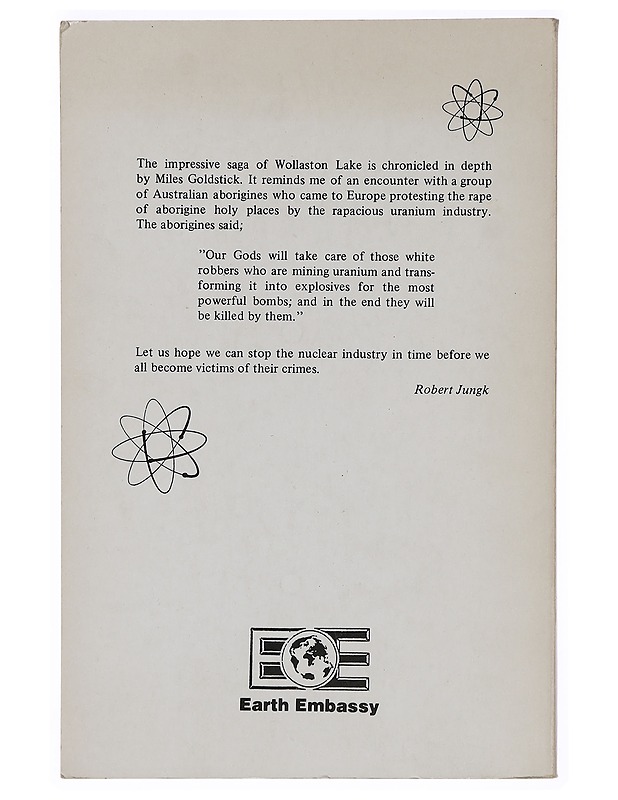 The impressive saga of Wollaston Lake is chronicled in depth
by Miles Goldstick. It reminds me of an encounter with a group
of Australian aborigines who came to Europe protesting the rape
of aborigine holy places by the rapacious uranium industry.
The aborigines said;
”Our Gods will take care of those white
robbers who are mining uranium and trans-
forming it into explosives for the most
powerful bombs; and in the end they will
be killed by them.”
Let us hope we can stop the nuclear industry in time before we
all become victims of their crimes.
Robert Jungk
Earth Embassy